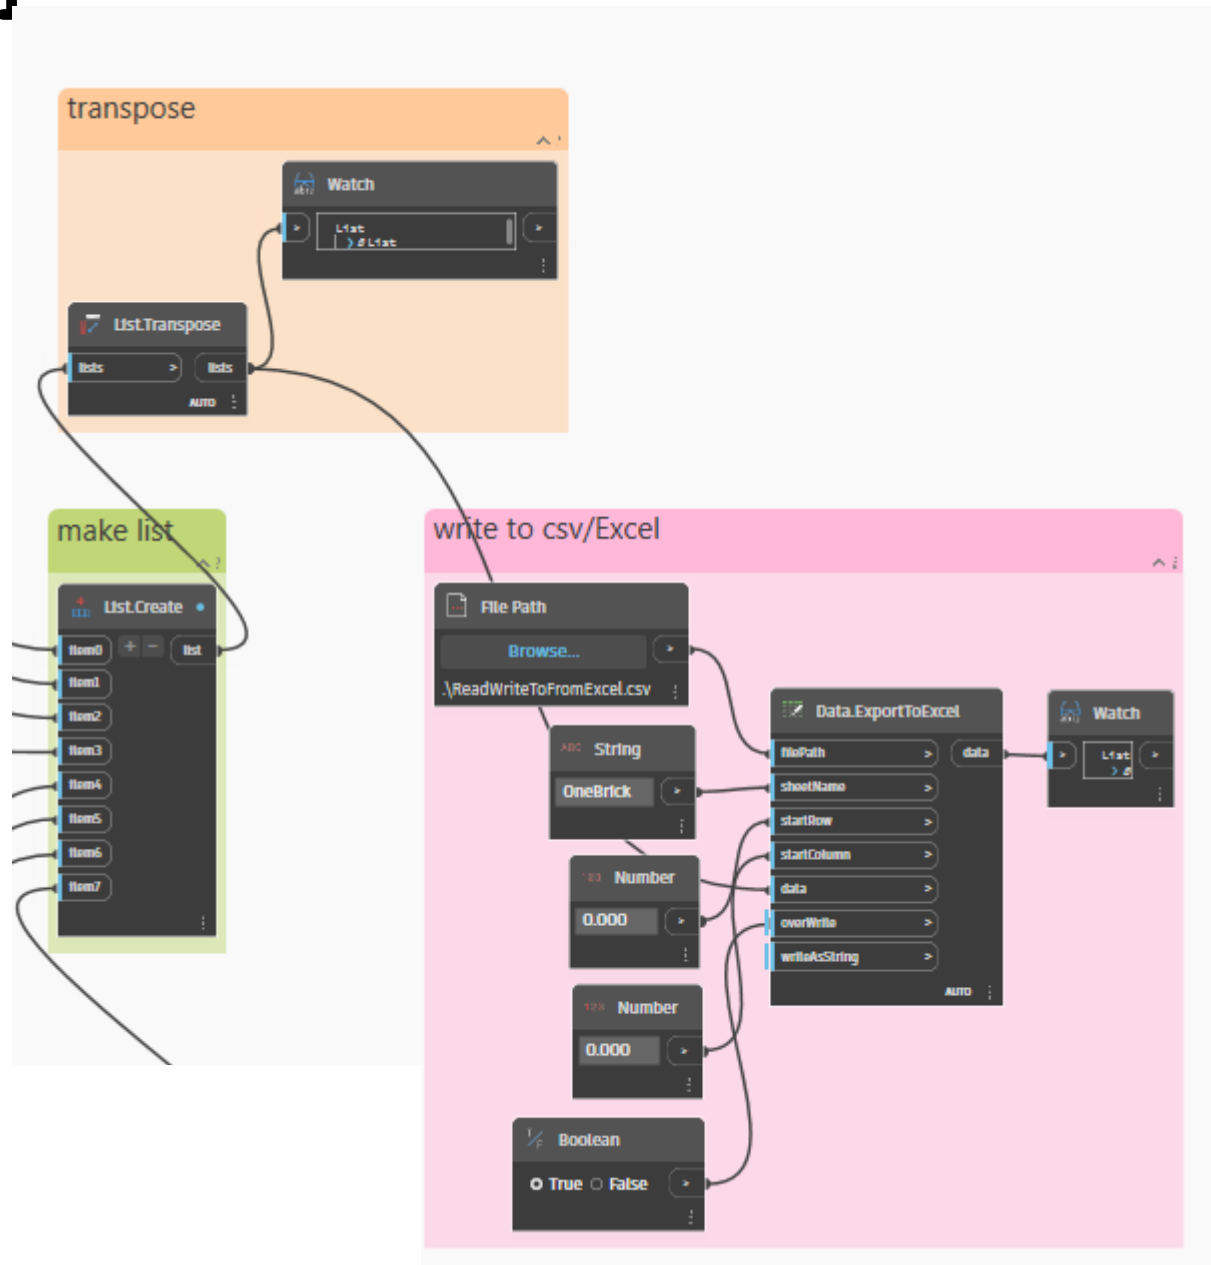 transpose
Watch
List
0 List
List.Transpose
lists > lists >
AUTO
make list
List.Create
item0 + - list
item1
item2
item3
item4
item5
item6
item7
write to csv/Excel
File Path
Browse... >
.\ReadWriteToFromExcel.csv
String
OneBrick >
Number
0.000 >
Number
0.000 >
Boolean
True False >
Data.ExportToExcel
filePath > data
sheetName >
startRow >
startColumn >
data >
overWrite >
writeAsString >
AUTO
Watch
> List >